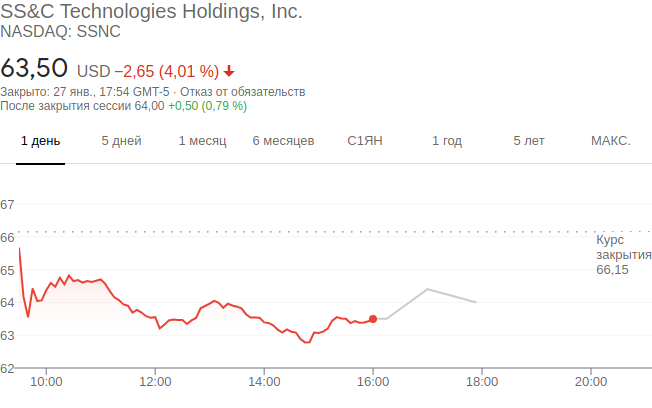 SS&C Technologies Holdings, Inc.
NASDAQ: SSNC
63,50 USD −2,65 (4,01 %)
Закрыто: 27 янв., 17:54 GMT-5 · Отказ от обязательств
После закрытия сессии 64,00 +0,50 (0,79 %)
1 день 5 дней 1 месяц 6 месяцев С1ЯН 1 год 5 лет МАКС.
67
66
Курс
закрытия
66,15
65
64
63
62
10:00 12:00 14:00 16:00 18:00 20:00